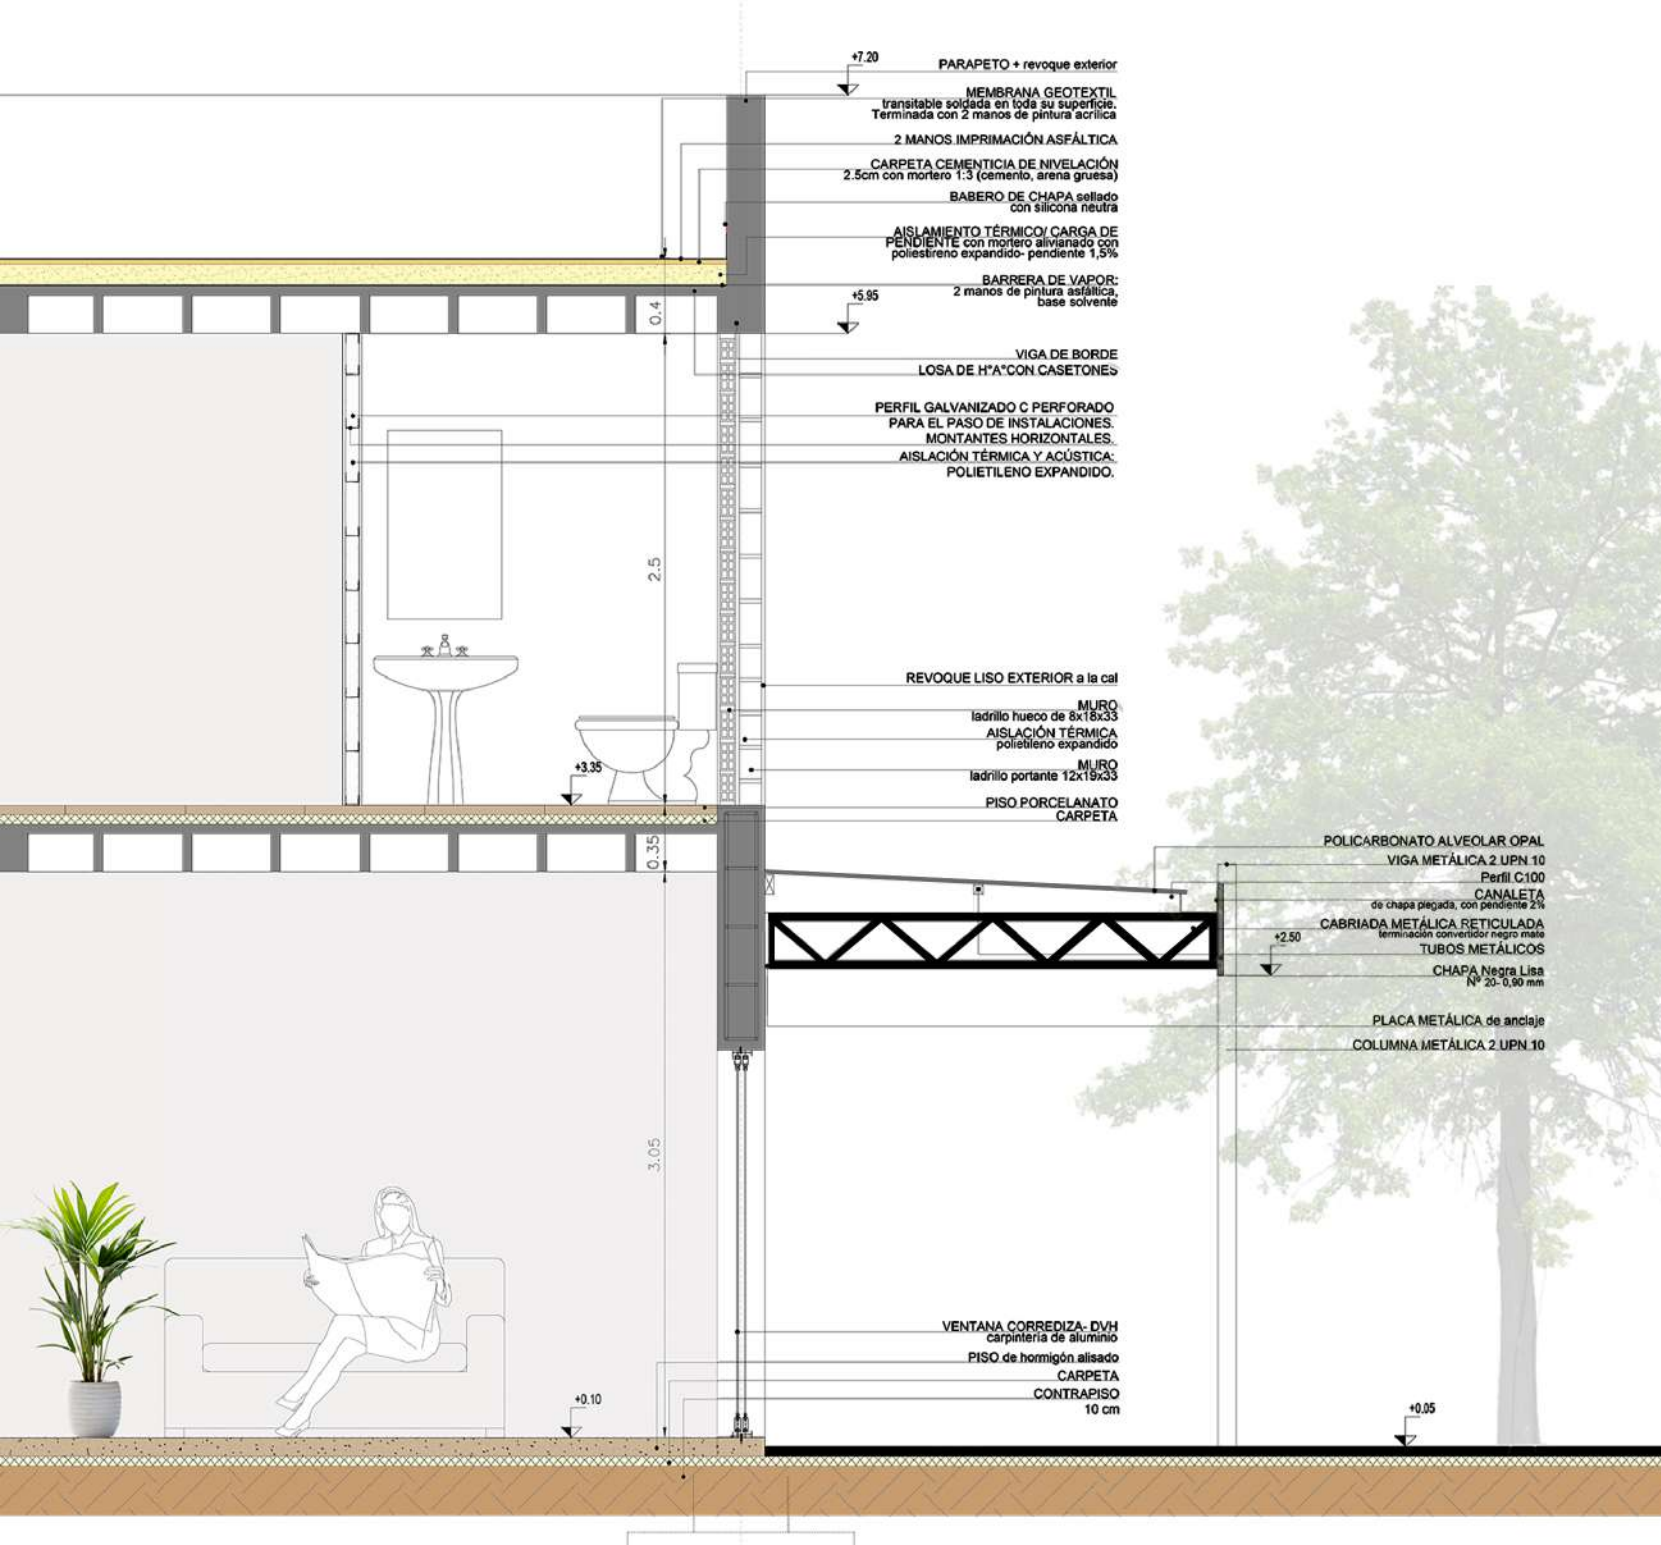 +7.20
PARAPETO + revoque exterior
MEMBRANA GEOTEXTIL
transitable soldada en toda su superficie.
Terminada con 2 manos de pintura acrílica
2 MANOS IMPRIMACIÓN ASFÁLTICA
CARPETA CEMENTICIA DE NIVELACIÓN
2.5cm con mortero 1:3 (cemento, arena gruesa)
BABERO DE CHAPA sellado
con silicona neutra
AISLAMIENTO TÉRMICO/ CARGA DE
PENDIENTE con mortero alivianado con
poliestireno expandido- pendiente 1,5%
BARRERA DE VAPOR:
2 manos de pintura asfáltica,
base solvente
+5.95
0.4
VIGA DE BORDE
LOSA DE H°A°CON CASETONES
PERFIL GALVANIZADO C PERFORADO
PARA EL PASO DE INSTALACIONES.
MONTANTES HORIZONTALES.
AISLACIÓN TÉRMICA Y ACÚSTICA:
POLIETILENO EXPANDIDO.
2.5
REVOQUE LISO EXTERIOR a la cal
MURO
ladrillo hueco de 8x18x33
AISLACIÓN TÉRMICA
polietileno expandido
MURO
ladrillo portante 12x19x33
+3.35
PISO PORCELANATO
CARPETA
0.35
POLICARBONATO ALVEOLAR OPAL
VIGA METÁLICA 2 UPN 10
Perfil C100
CANALETA
de chapa plegada, con pendiente 2%
CABRIADA METÁLICA RETICULADA
terminación convertidor negro mate
TUBOS METÁLICOS
+2.50
CHAPA Negra Lisa
Nº 20- 0,90 mm
PLACA METÁLICA de anclaje
COLUMNA METÁLICA 2 UPN 10
3.05
VENTANA CORREDIZA- DVH
carpintería de aluminio
PISO de hormigón alisado
CARPETA
CONTRAPISO
10 cm
+0.10
+0.05